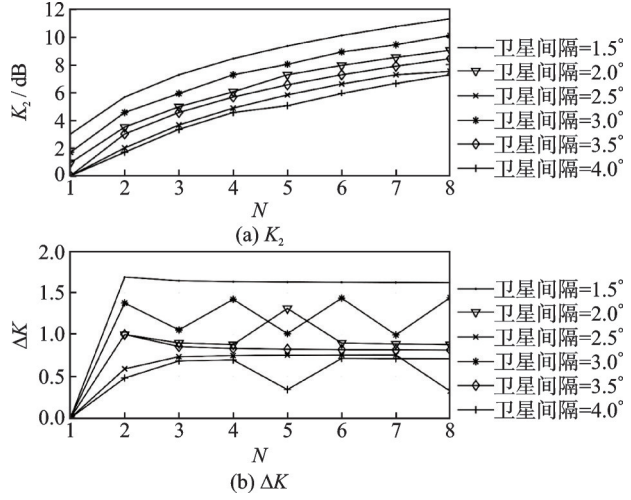 12
10
8
6
4
2
0
K₂ / dB
1 2 3 4 5 6 7 8
N
卫星间隔=1.5°
卫星间隔=2.0°
卫星间隔=2.5°
卫星间隔=3.0°
卫星间隔=3.5°
卫星间隔=4.0°
(a) K₂
2.0
1.5
1.0
0.5
0.0
ΔK
1 2 3 4 5 6 7 8
N
卫星间隔=1.5°
卫星间隔=2.0°
卫星间隔=2.5°
卫星间隔=3.0°
卫星间隔=3.5°
卫星间隔=4.0°
(b) ΔK